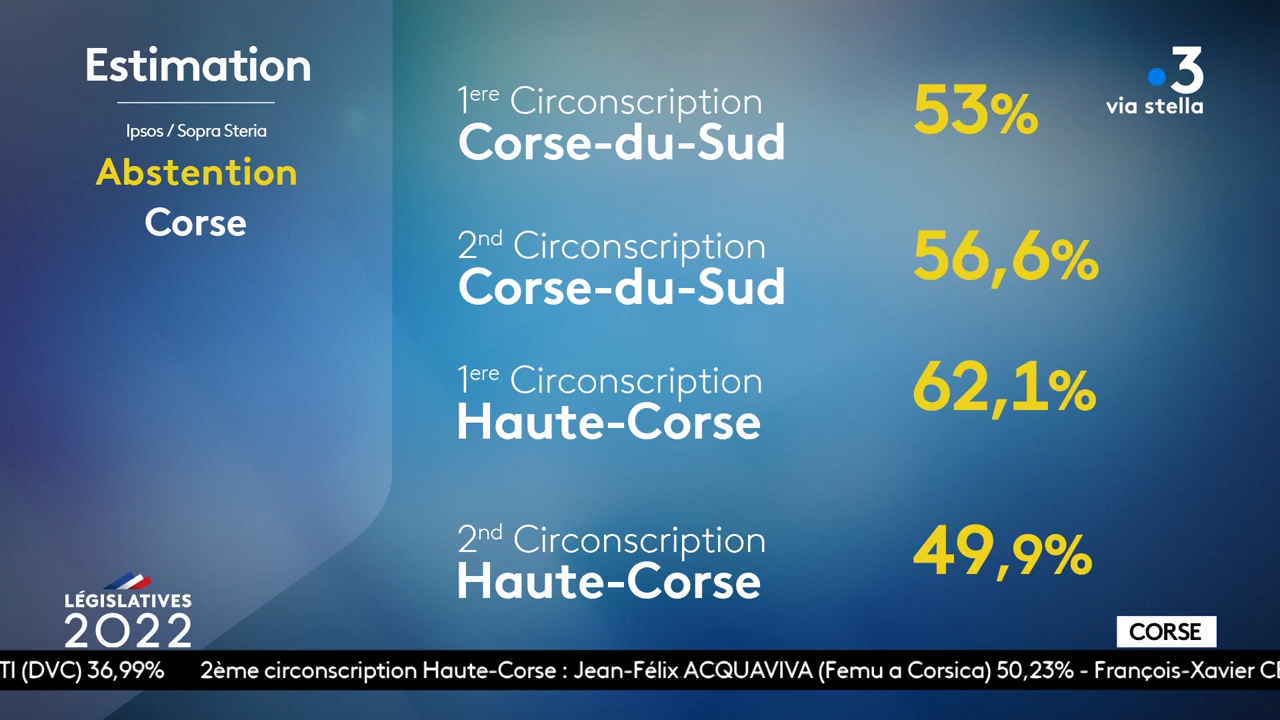 Estimation
Ipsos / Sopra Steria
Abstention
Corse
1ere Circonscription
Corse-du-Sud
53%
2nd Circonscription
Corse-du-Sud
56,6%
1ere Circonscription
Haute-Corse
62,1%
2nd Circonscription
Haute-Corse
49,9%
3
via stella
LÉGISLATIVES
2022
CORSE
TI (DVC) 36,99% 2ème circonscription Haute-Corse : Jean-Félix ACQUAVIVA (Femu a Corsica) 50,23% - François-Xavier CE